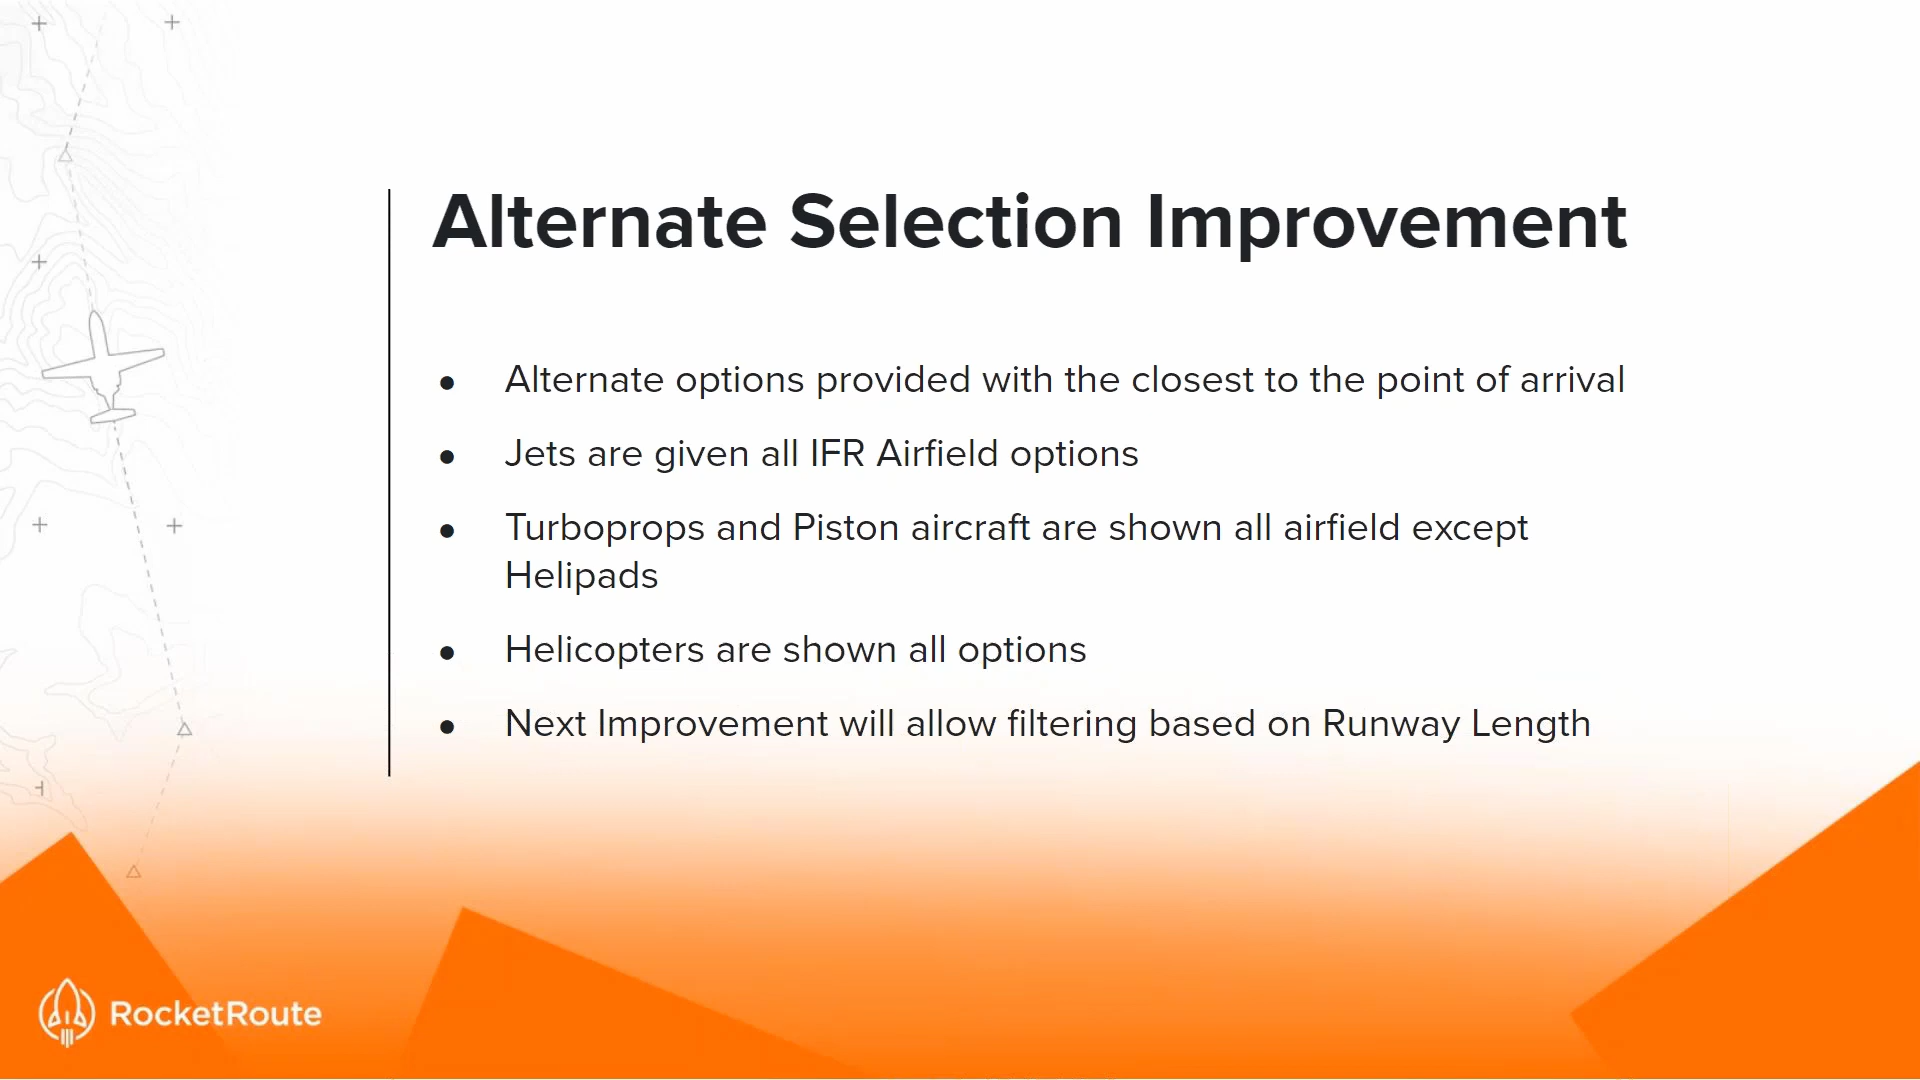 Alternate Selection Improvement
● Alternate options provided with the closest to the point of arrival
● Jets are given all IFR Airfield options
● Turboprops and Piston aircraft are shown all airfield except
Helipads
● Helicopters are shown all options
● Next Improvement will allow filtering based on Runway Length
RocketRoute